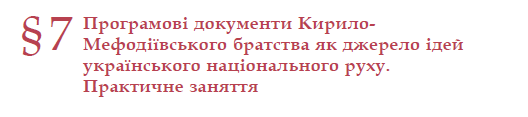 §7 Програмові документи Кирило-
Мефодіївського братства як джерело ідей
українського національного руху.
Практичне заняття